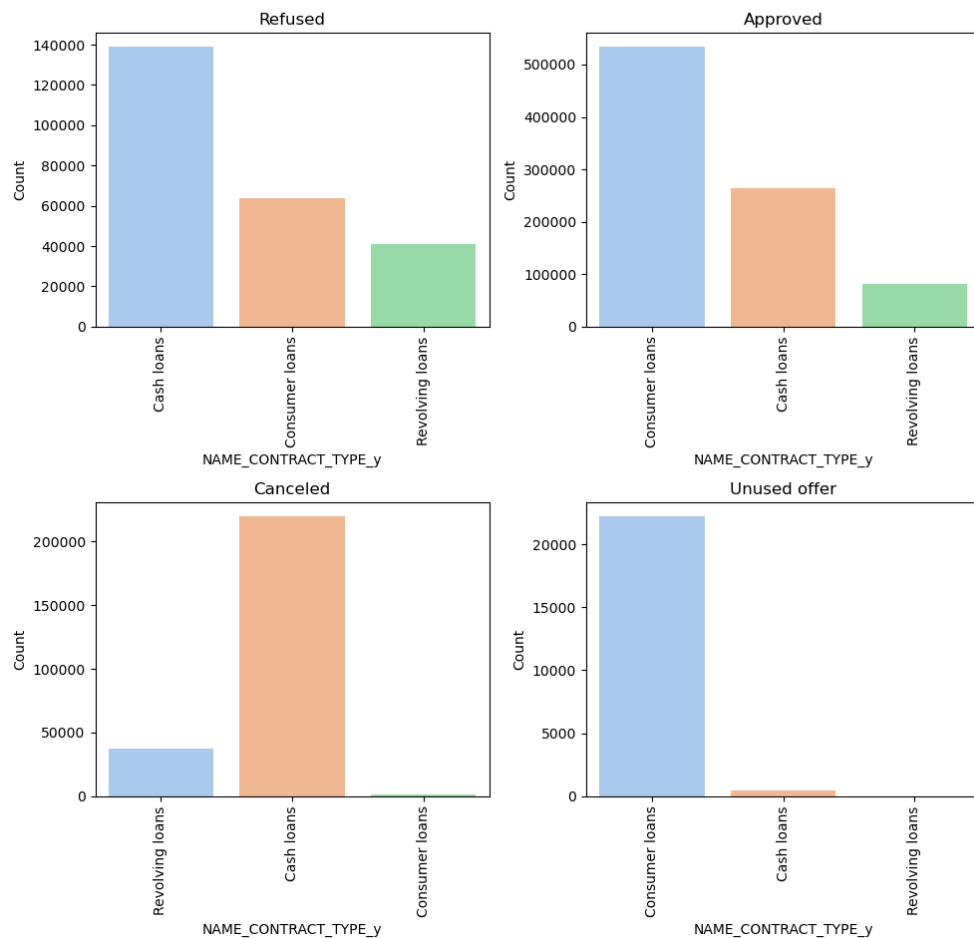 Refused
140000
120000
100000
80000
60000
40000
20000
0
Count
Cash loans
Consumer loans
Revolving loans
NAME_CONTRACT_TYPE_y
Approved
500000
400000
300000
200000
100000
0
Count
Consumer loans
Cash loans
Revolving loans
NAME_CONTRACT_TYPE_y
Canceled
200000
150000
100000
50000
0
Count
Revolving loans
Cash loans
Consumer loans
NAME_CONTRACT_TYPE_y
Unused offer
20000
15000
10000
5000
0
Count
Consumer loans
Cash loans
Revolving loans
NAME_CONTRACT_TYPE_y